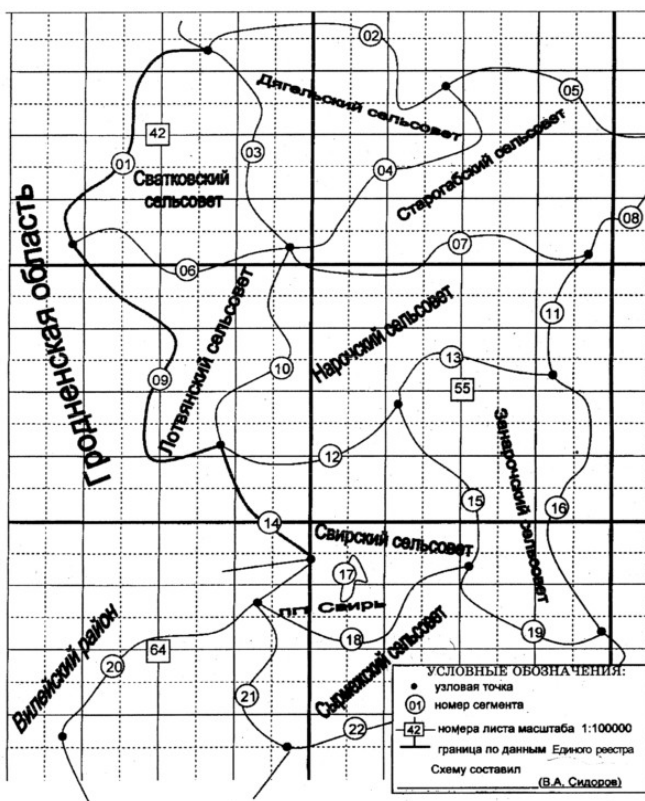 02
05
Дягельский сельсовет
42
03
01
04
Сватковский
сельсовет
Старогабский сельсовет
08
07
06
Гродненская область
11
Лотвянский сельсовет
Нарочский сельсовет
13
10
55
09
Занарочский сельсовет
12
15
16
14
Свирский сельсовет
17
пгт Свирь
18
19
Вилейский район
64
20
Сырмежский сельсовет
21
22
УСЛОВНЫЕ ОБОЗНАЧЕНИЯ:
узловая точка
01 номер сегмента
42 номера листа масштаба 1:100000
граница по данным Единого реестра
Схему составил
(В.А. Сидоров)